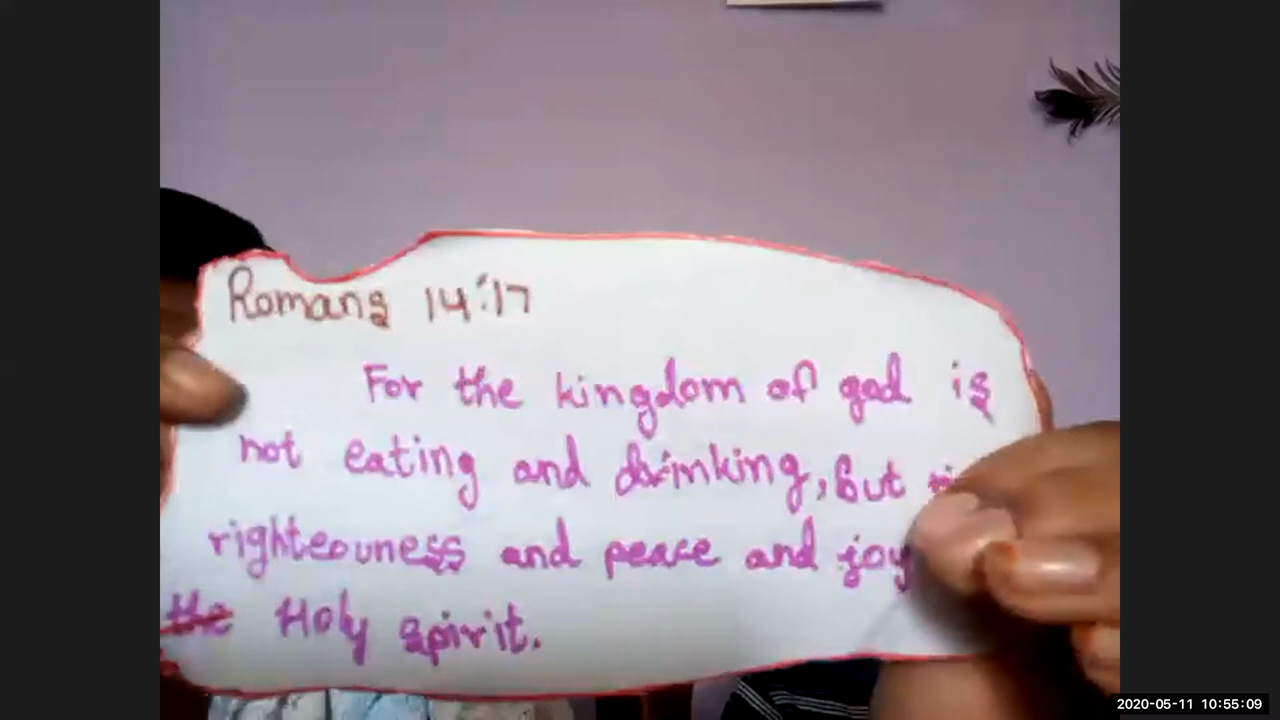 Romans 14:17
For the kingdom of god is
not eating and drinking, but
righteouness and peace and joy
the Holy spirit.
2020-05-11 10:55:09